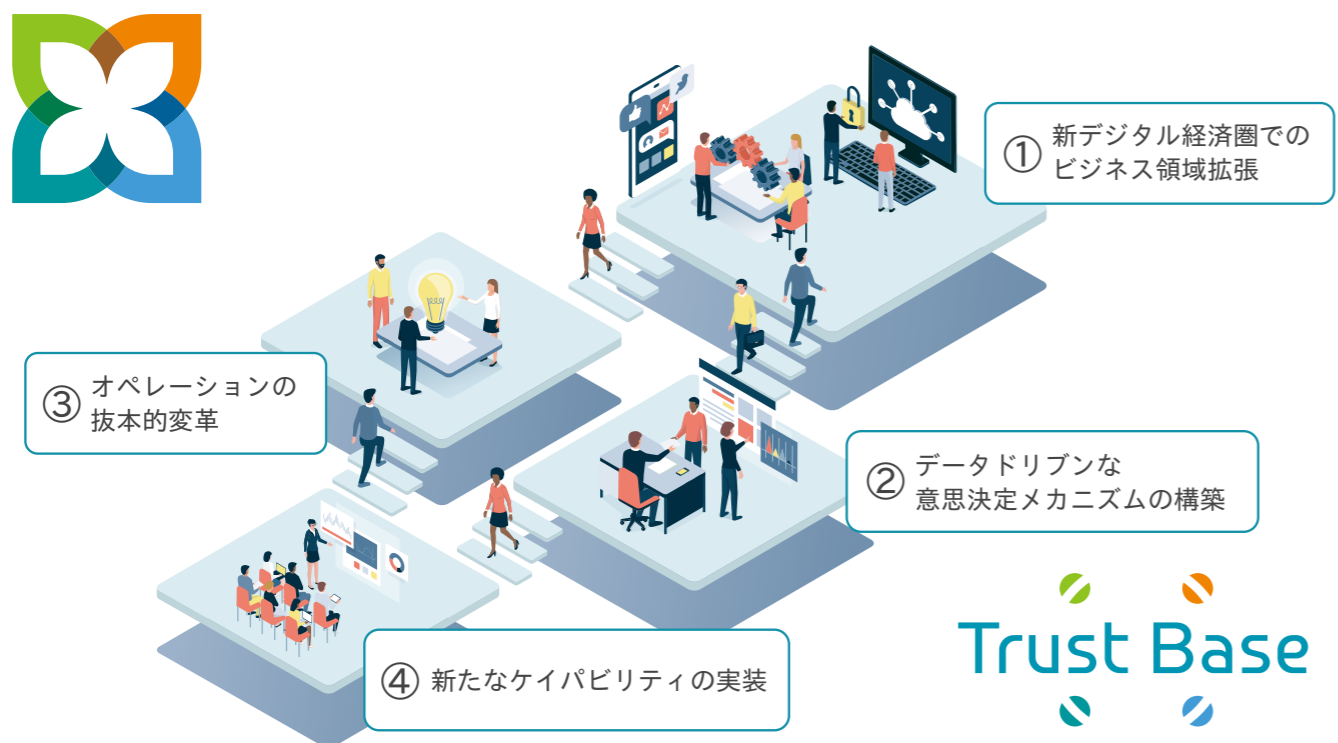 ① 新デジタル経済圏での
ビジネス領域拡張
② データドリブンな
意思決定メカニズムの構築
③ オペレーションの
抜本的変革
④ 新たなケイパビリティの実装
Trust Base